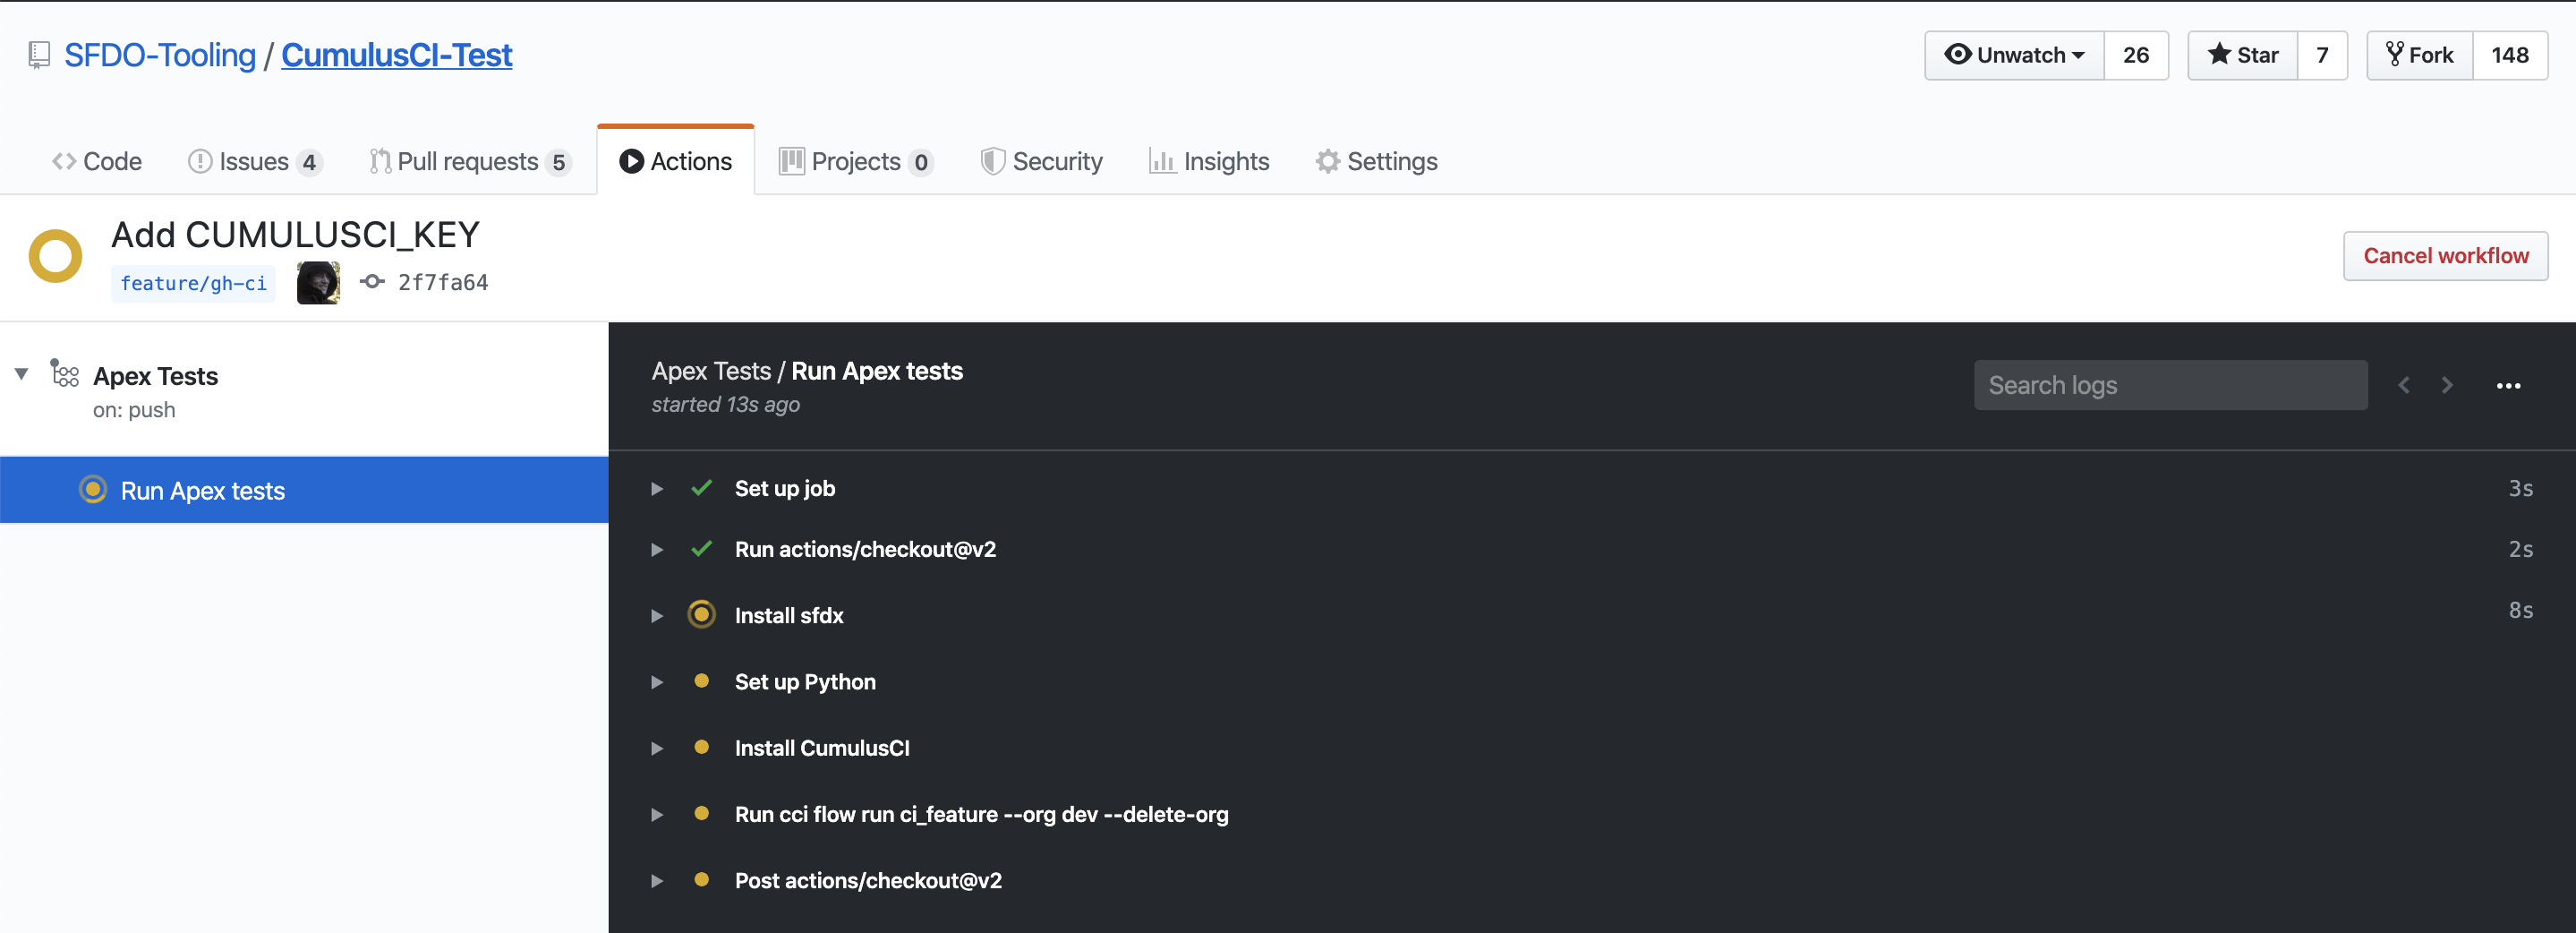 SFDO-Tooling / CumulusCI-Test
Unwatch 26 Star 7 Fork 148
Code Issues 4 Pull requests 5 Actions Projects 0 Security Insights Settings
Add CUMULUSCI_KEY
feature/gh-ci 2f7fa64
Cancel workflow
Apex Tests
on: push
Run Apex tests
Apex Tests / Run Apex tests
started 13s ago
Search logs
Set up job 3s
Run actions/checkout@v2 2s
Install sfdx 8s
Set up Python
Install CumulusCI
Run cci flow run ci_feature --org dev --delete-org
Post actions/checkout@v2